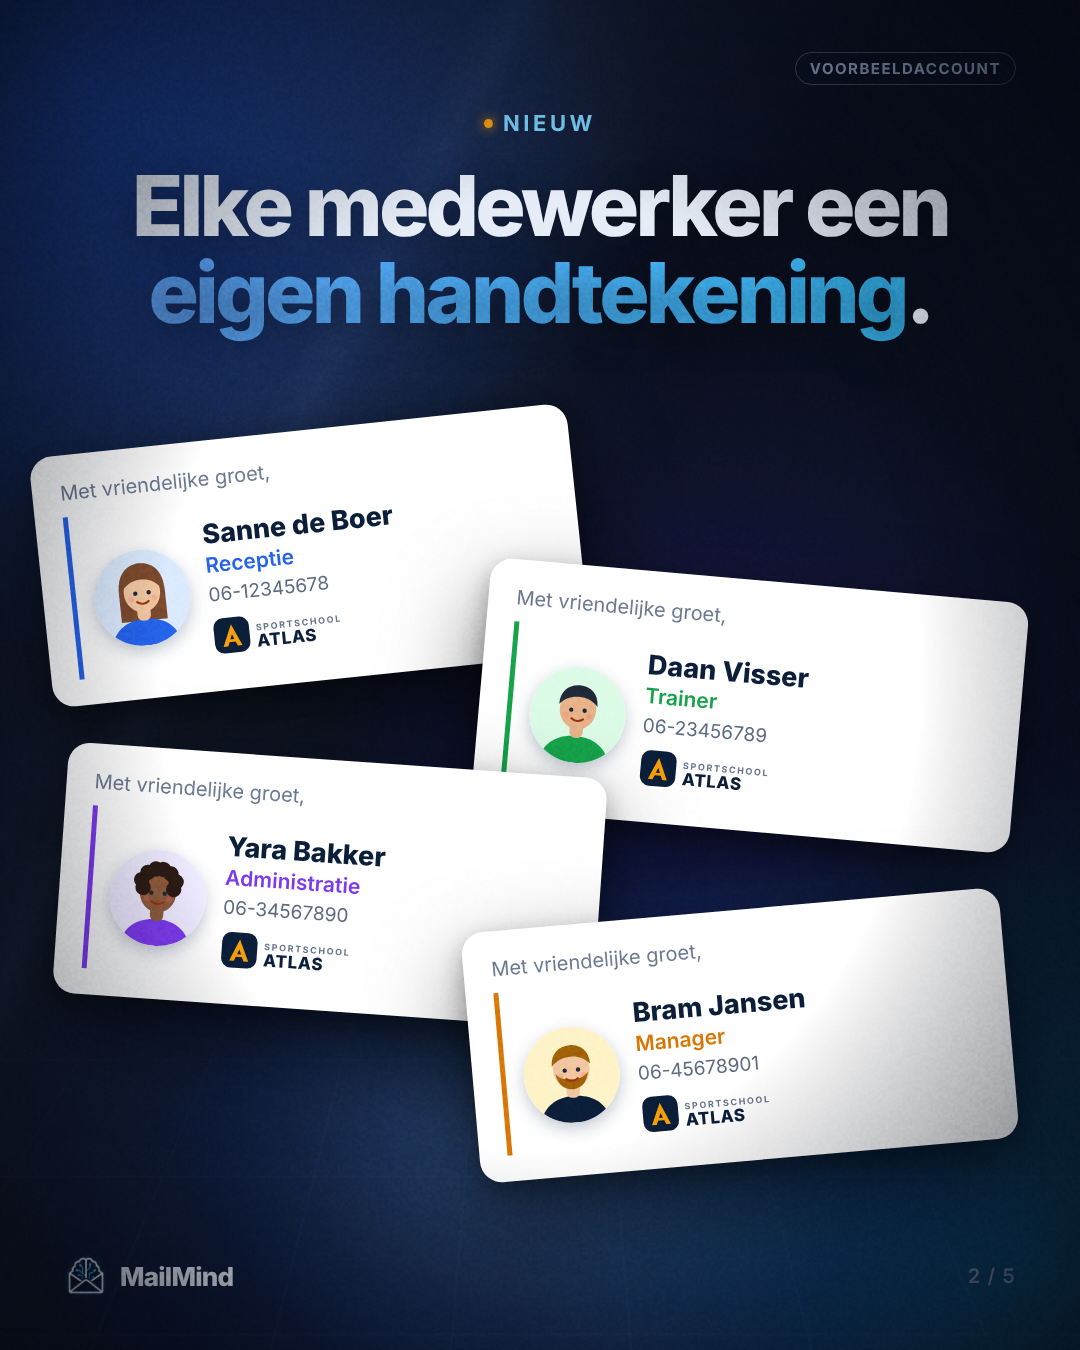 VOORBEELDACCOUNT
NIEUW
Elke medewerker een
eigen handtekening.
Met vriendelijke groet,
Sanne de Boer
Receptie
06-12345678
SPORTSCHOOL
ATLAS
Met vriendelijke groet,
Daan Visser
Trainer
06-23456789
SPORTSCHOOL
ATLAS
Met vriendelijke groet,
Yara Bakker
Administratie
06-34567890
SPORTSCHOOL
ATLAS
Met vriendelijke groet,
Bram Jansen
Manager
06-45678901
SPORTSCHOOL
ATLAS
MailMind
2 / 5